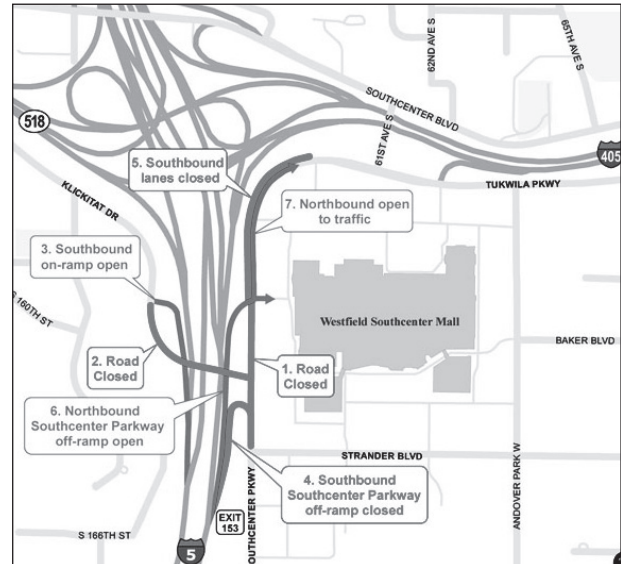 62ND AVE S
65TH AVE S
SOUTHCENTER BLVD
518
61ST AVE S
405
5. Southbound
lanes closed
TUKWILA PKWY
KLICKITAT DR
7. Northbound open
to traffic
3. Southbound
on-ramp open
S 160TH ST
Westfield Southcenter Mall
2. Road
Closed
1. Road
Closed
BAKER BLVD
6. Northbound
Southcenter Parkway
off-ramp open
STRANDER BLVD
4. Southbound
Southcenter Parkway
off-ramp closed
ANDOVER PARK W
EXIT
153
OUTHCENTER PKWY
S 166TH ST
5